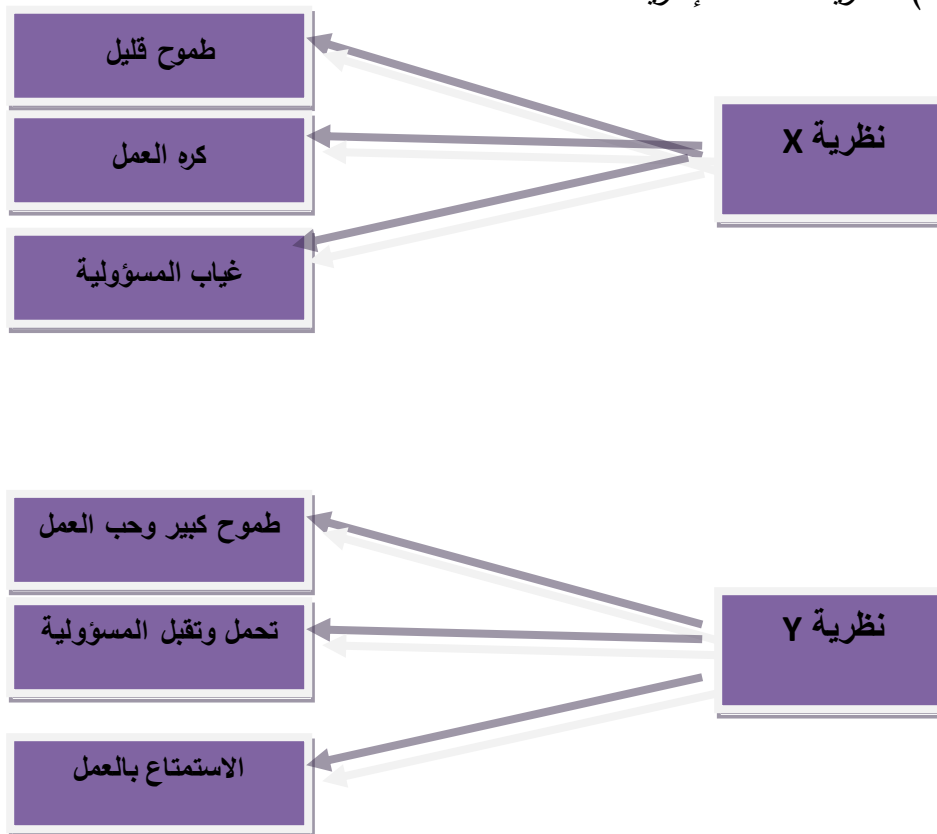 نظرية X
طموح قليل
كره العمل
غياب المسؤولية
نظرية Y
طموح كبير وحب العمل
تحمل وتقبل المسؤولية
الاستمتاع بالعمل